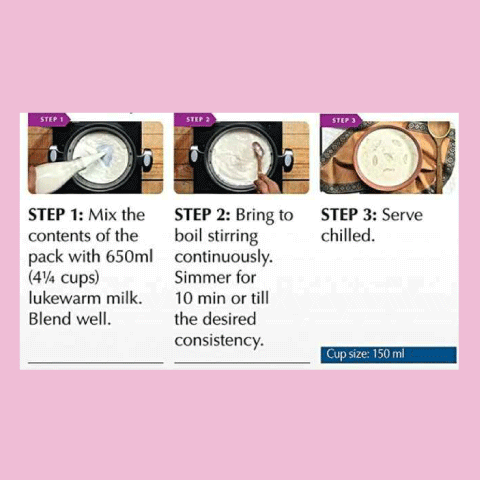 STEP 1
STEP 1: Mix the
contents of the
pack with 650ml
(4¼ cups)
lukewarm milk.
Blend well.
STEP 2
STEP 2: Bring to
boil stirring
continuously.
Simmer for
10 min or till
the desired
consistency.
STEP 3
STEP 3: Serve
chilled.
Cup size: 150 ml